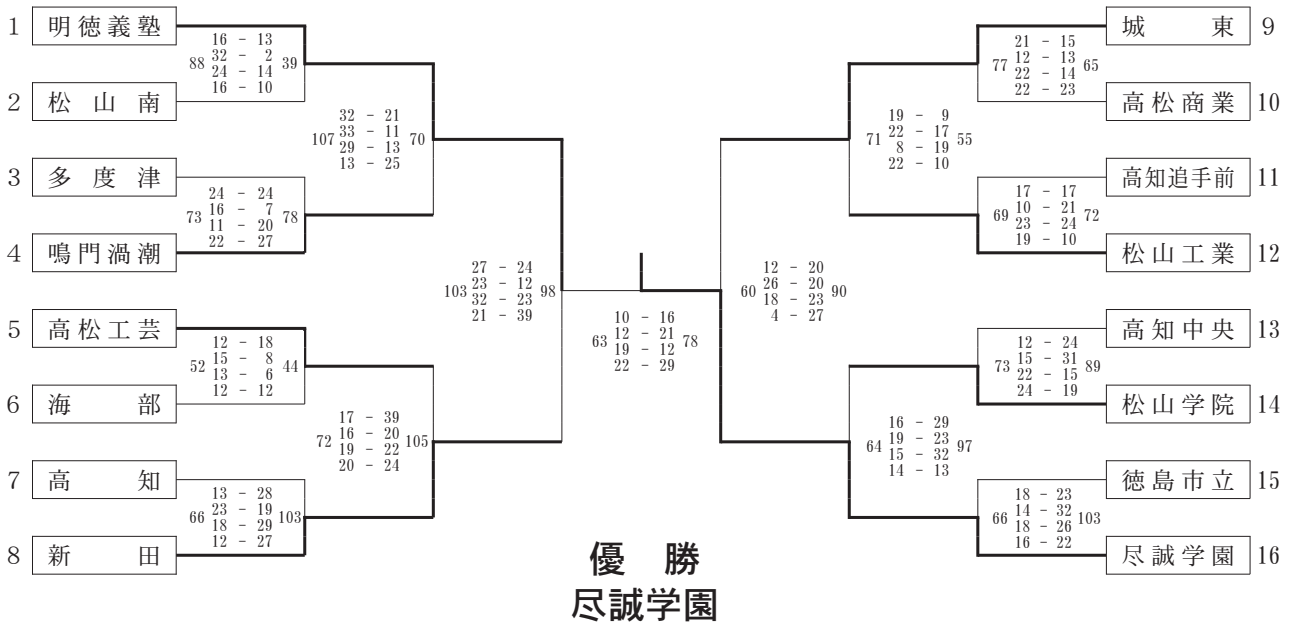 1 明徳義塾
16 - 13
88 32 - 2 39
24 - 14
16 - 10
2 松山南
32 - 21
107 33 - 11 70
29 - 13
13 - 25
3 多度津
24 - 24
73 16 - 7 78
11 - 20
22 - 27
4 鳴門渦潮
27 - 24
103 23 - 12 98
32 - 23
21 - 39
5 高松工芸
12 - 18
52 15 - 8 44
13 - 6
12 - 12
6 海部
17 - 39
72 16 - 20 105
19 - 22
20 - 24
7 高知
13 - 28
66 23 - 19 103
18 - 29
12 - 27
8 新田
10 - 16
63 12 - 21 78
19 - 12
22 - 29
城東 9
21 - 15
77 12 - 13 65
22 - 14
22 - 23
高松商業 10
19 - 9
71 22 - 17 55
8 - 19
22 - 10
高知追手前 11
17 - 17
69 10 - 21 72
23 - 24
19 - 10
松山工業 12
12 - 20
60 26 - 20 90
18 - 23
4 - 27
高知中央 13
12 - 24
73 15 - 31 89
22 - 15
24 - 19
松山学院 14
16 - 29
64 19 - 23 97
15 - 32
14 - 13
徳島市立 15
18 - 23
66 14 - 32 103
18 - 26
16 - 22
尽誠学園 16
優勝
尽誠学園